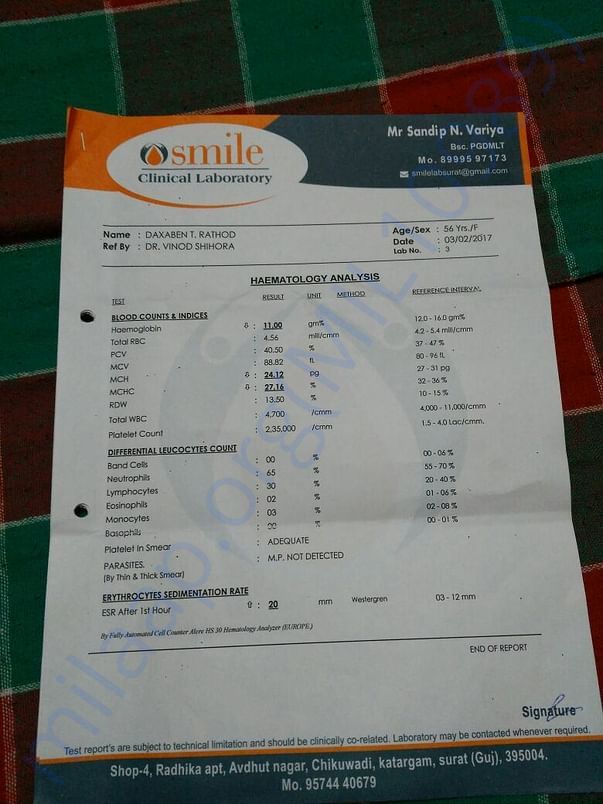 smile
Clinical Laboratory
Mr Sandip N. Variya
Bsc. PGDMLT
Mo. 89995 97173
smilelabsurat@gmail.com
Name : DAXABEN T. RATHOD
Ref By : DR. VINOD SHIHORA
Age/Sex : 56 Yrs./F
Date : 03/02/2017
Lab No. : 3
HAEMATOLOGY ANALYSIS
TEST RESULT UNIT METHOD REFERENCE INTERVAL
BLOOD COUNTS & INDICES
Haemoglobin ⇩ : 11.00 gm% 12.0 - 16.0 gm%
Total RBC : 4.56 mill/cmm 4.2 - 5.4 mill/cmm
PCV : 40.50 % 37 - 47 %
MCV : 88.82 fL 80 - 96 fL
MCH ⇩ : 24.12 pg 27 - 31 pg
MCHC ⇩ : 27.16 % 32 - 36 %
RDW : 13.50 % 10 - 15 %
Total WBC : 4,700 /cmm 4,000 - 11,000/cmm
Platelet Count : 2,35,000 /cmm 1.5 - 4.0 Lac/cmm.
DIFFERENTIAL LEUCOCYTES COUNT
Band Cells : 00 % 00 - 06 %
Neutrophils : 65 % 55 - 70 %
Lymphocytes : 30 % 20 - 40 %
Eosinophils : 02 % 01 - 06 %
Monocytes : 03 % 02 - 08 %
Basophils : 00 % 00 - 01 %
Platelet in Smear : ADEQUATE
PARASITES. : M.P. NOT DETECTED
(By Thin & Thick Smear)
ERYTHROCYTES SEDIMENTATION RATE
ESR After 1st Hour ⇧ : 20 mm Westergren 03 - 12 mm
By Fully Automated Cell Counter Alere HS 30 Hematology Analyzer (EUROPE.)
END OF REPORT
Signature
Test report's are subject to technical limitation and should be clinically co-related. Laboratory may be contacted whenever required.
Shop-4, Radhika apt, Avdhut nagar, Chikuwadi, katargam, surat (Guj), 395004.
Mo. 95744 40679